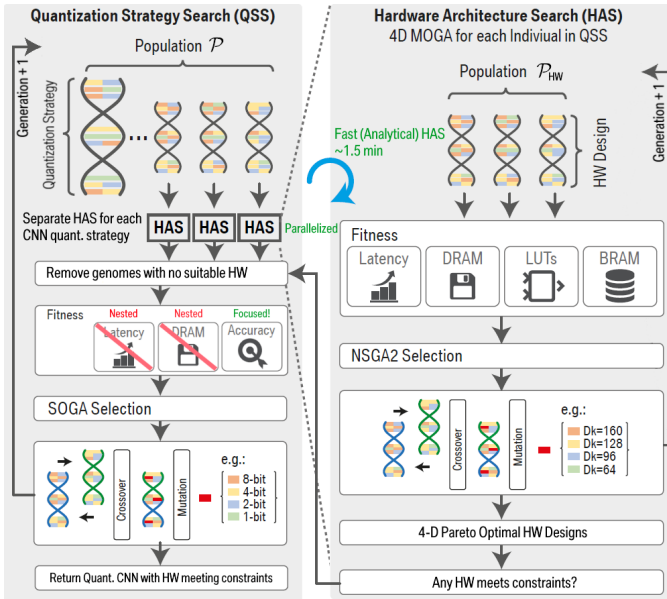 Quantization Strategy Search (QSS)
Population 𝒫
Generation + 1
Quantization Strategy
...
Separate HAS for each
CNN quant. strategy
HAS
HAS
HAS
Parallelized
Remove genomes with no suitable HW
Fitness
Nested
Latency
Nested
DRAM
Focused!
Accuracy
SOGA Selection
Crossover
Mutation
e.g.:
8-bit
4-bit
2-bit
1-bit
Return Quant. CNN with HW meeting constraints
Hardware Architecture Search (HAS)
4D MOGA for each Indiviual in QSS
Population 𝒫HW
Generation + 1
Fast (Analytical) HAS
~1.5 min
HW Design
Fitness
Latency
DRAM
LUTs
BRAM
NSGA2 Selection
Crossover
Mutation
e.g.:
Dk=160
Dk=128
Dk=96
Dk=64
4-D Pareto Optimal HW Designs
Any HW meets constraints?